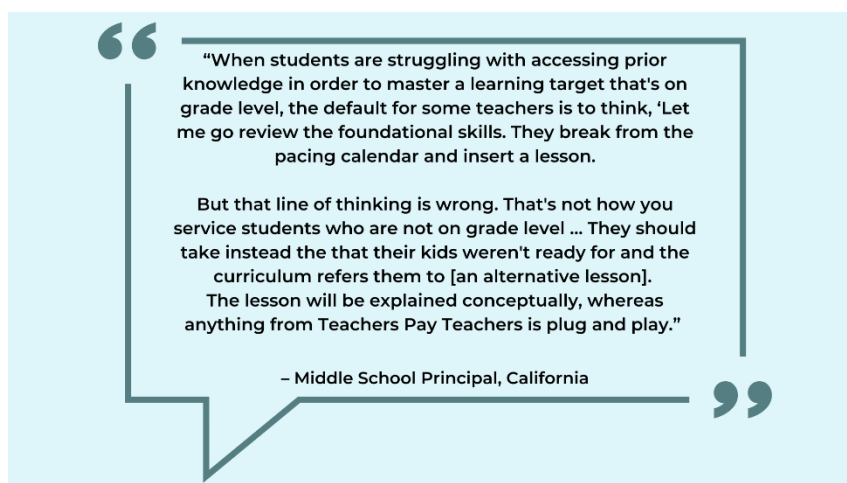 “When students are struggling with accessing prior
knowledge in order to master a learning target that's on
grade level, the default for some teachers is to think, ‘Let
me go review the foundational skills. They break from the
pacing calendar and insert a lesson.
But that line of thinking is wrong. That's not how you
service students who are not on grade level ... They should
take instead the that their kids weren't ready for and the
curriculum refers them to [an alternative lesson].
The lesson will be explained conceptually, whereas
anything from Teachers Pay Teachers is plug and play.”
– Middle School Principal, California